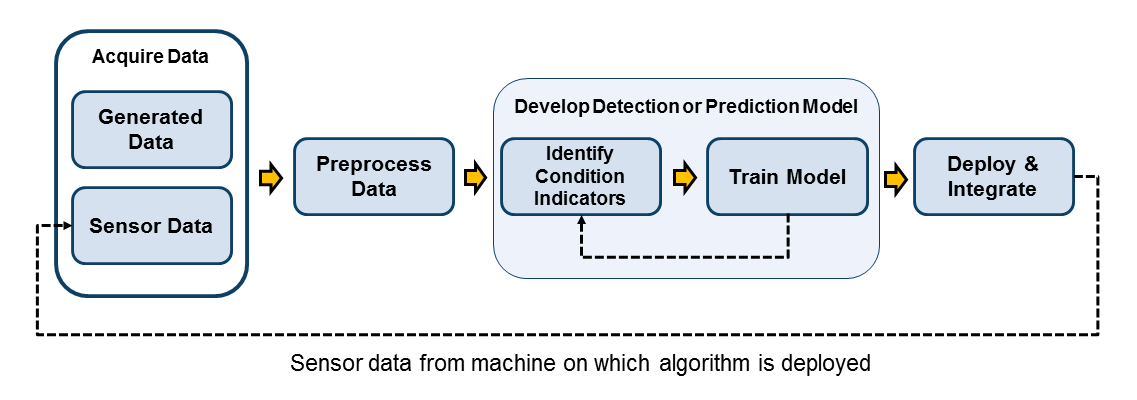 Acquire Data
Generated
Data
Sensor Data
Preprocess
Data
Develop Detection or Prediction Model
Identify
Condition
Indicators
Train Model
Deploy &
Integrate
Sensor data from machine on which algorithm is deployed